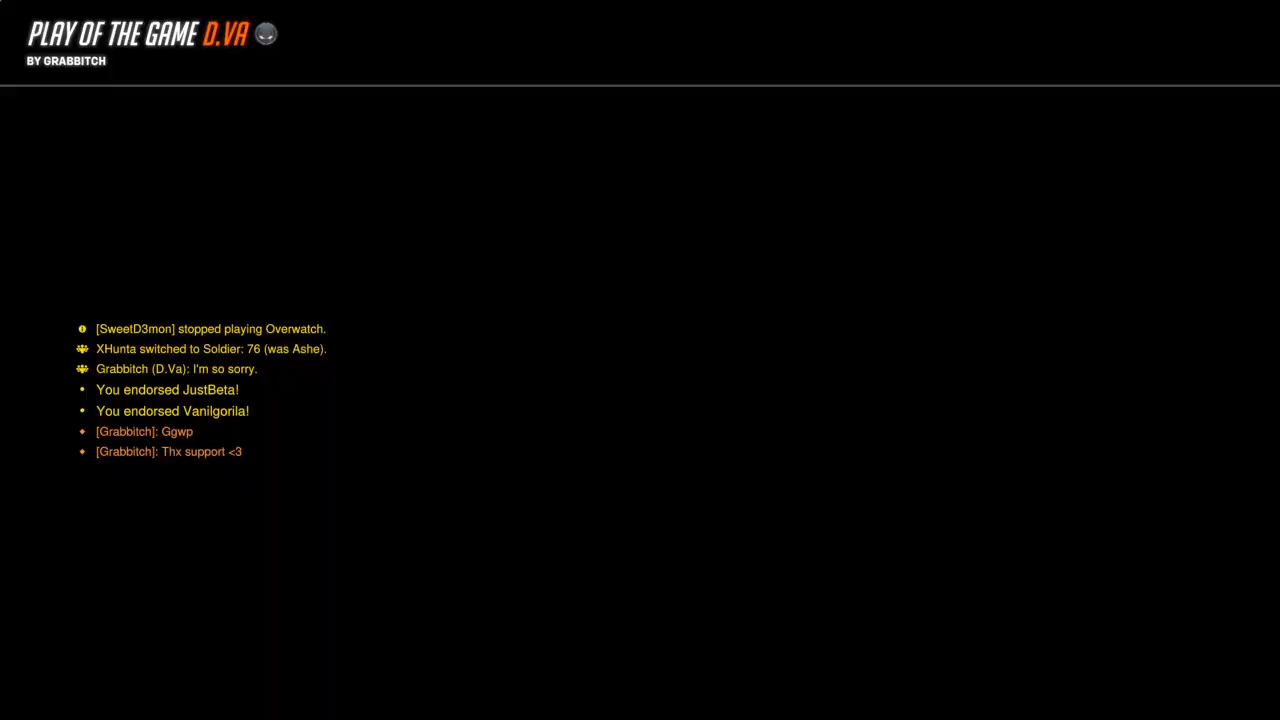 PLAY OF THE GAME D.VA
BY GRABBITCH
[SweetD3mon] stopped playing Overwatch.
XHunta switched to Soldier: 76 (was Ashe).
Grabbitch (D.Va): I'm so sorry.
You endorsed JustBeta!
You endorsed Vanilgorila!
[Grabbitch]: Ggwp
[Grabbitch]: Thx support <3